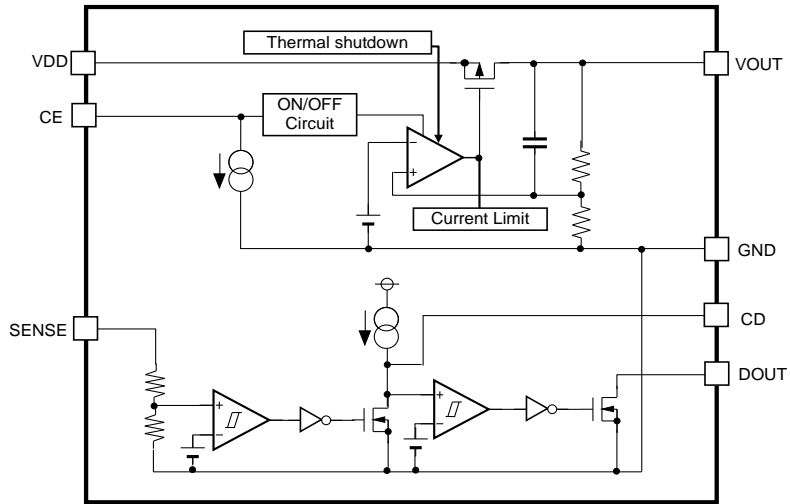 Thermal shutdown
VDD
VOUT
CE
ON/OFF
Circuit
−
+
Current Limit
GND
SENSE
CD
DOUT
+
−
+
−